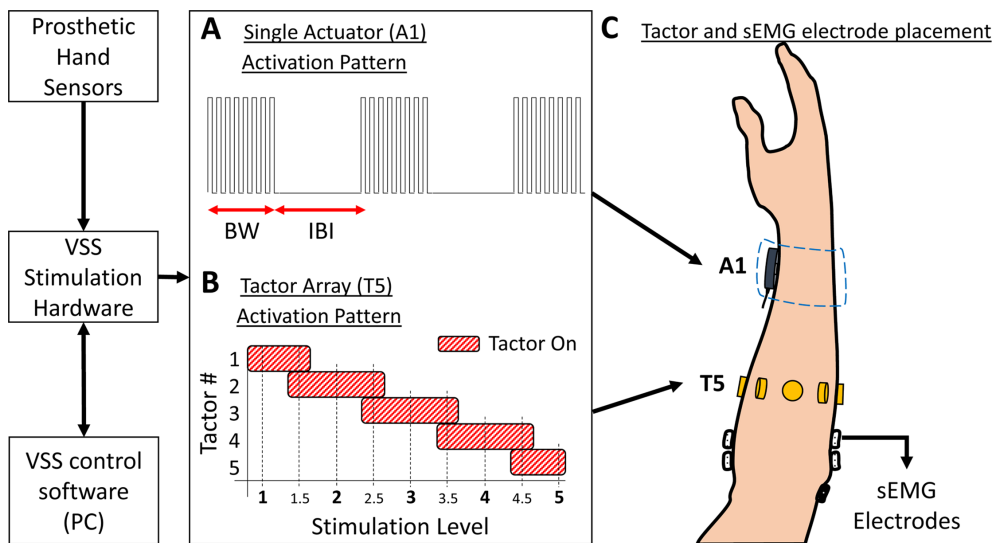 Prosthetic
Hand
Sensors
VSS
Stimulation
Hardware
VSS control
software
(PC)
A
Single Actuator (A1)
Activation Pattern
BW
IBI
B
Tactor Array (T5)
Activation Pattern
Tactor On
Tactor #
1
2
3
4
5
1 1.5 2 2.5 3 3.5 4 4.5 5
Stimulation Level
C
Tactor and sEMG electrode placement
A1
T5
sEMG
Electrodes